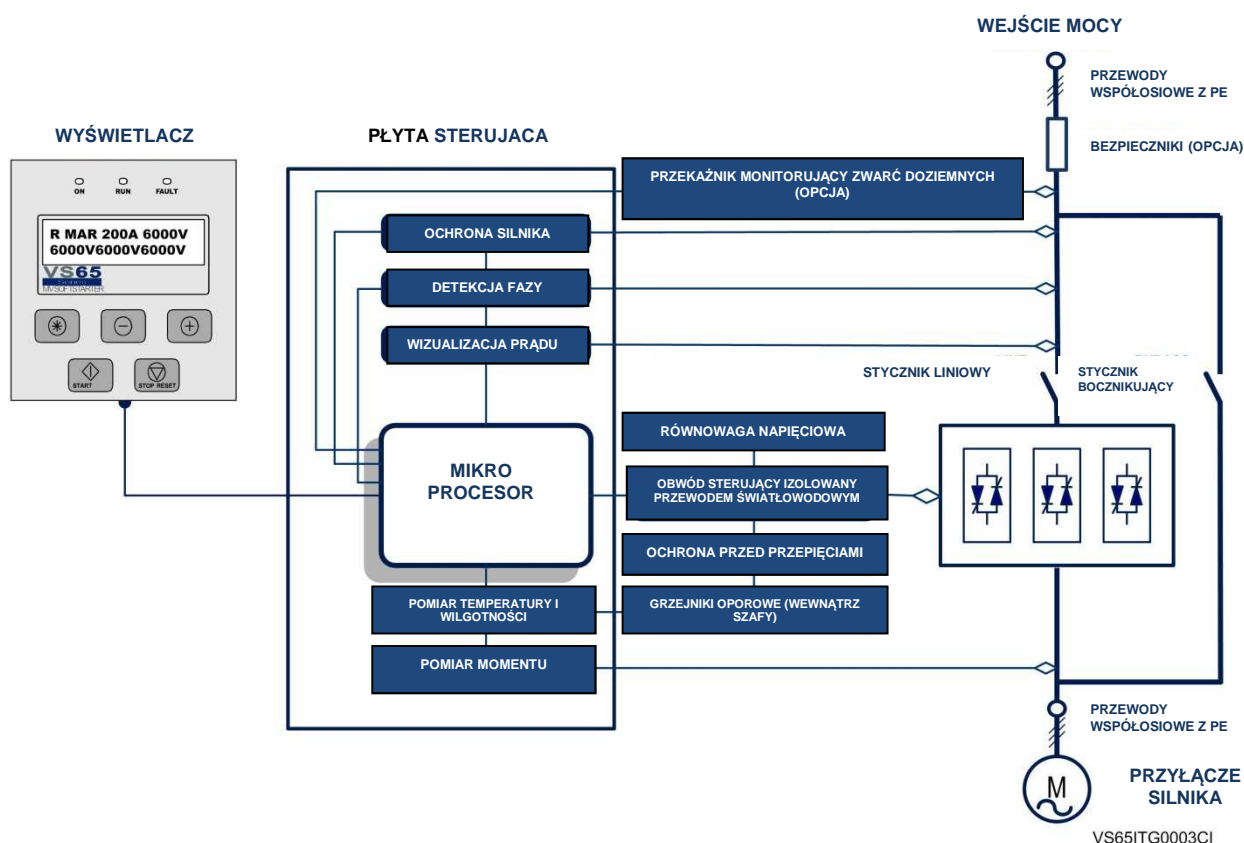 WEJŚCIE MOCY
PRZEWODY
WSPÓŁOSIOWE Z PE
WYŚWIETLACZ
PŁYTA STERUJACA
BEZPIECZNIKI (OPCJA)
ON RUN FAULT
R MAR 200A 6000V
6000V6000V6000V
VS65
MVSOFTSTARTER
START
STOP RESET
PRZEKAŹNIK MONITORUJĄCY ZWARĆ DOZIEMNYCH
(OPCJA)
OCHRONA SILNIKA
DETEKCJA FAZY
WIZUALIZACJA PRĄDU
STYCZNIK LINIOWY
STYCZNIK
BOCZNIKUJĄCY
MIKRO
PROCESOR
RÓWNOWAGA NAPIĘCIOWA
OBWÓD STERUJĄCY IZOLOWANY
PRZEWODEM ŚWIATŁOWODOWYM
OCHRONA PRZED PRZEPIĘCIAMI
POMIAR TEMPERATURY I
WILGOTNOŚCI
GRZEJNIKI OPOROWE (WEWNĄTRZ
SZAFY)
POMIAR MOMENTU
PRZEWODY
WSPÓŁOSIOWE Z PE
M
PRZYŁĄCZE
SILNIKA
VS65ITG0003CI